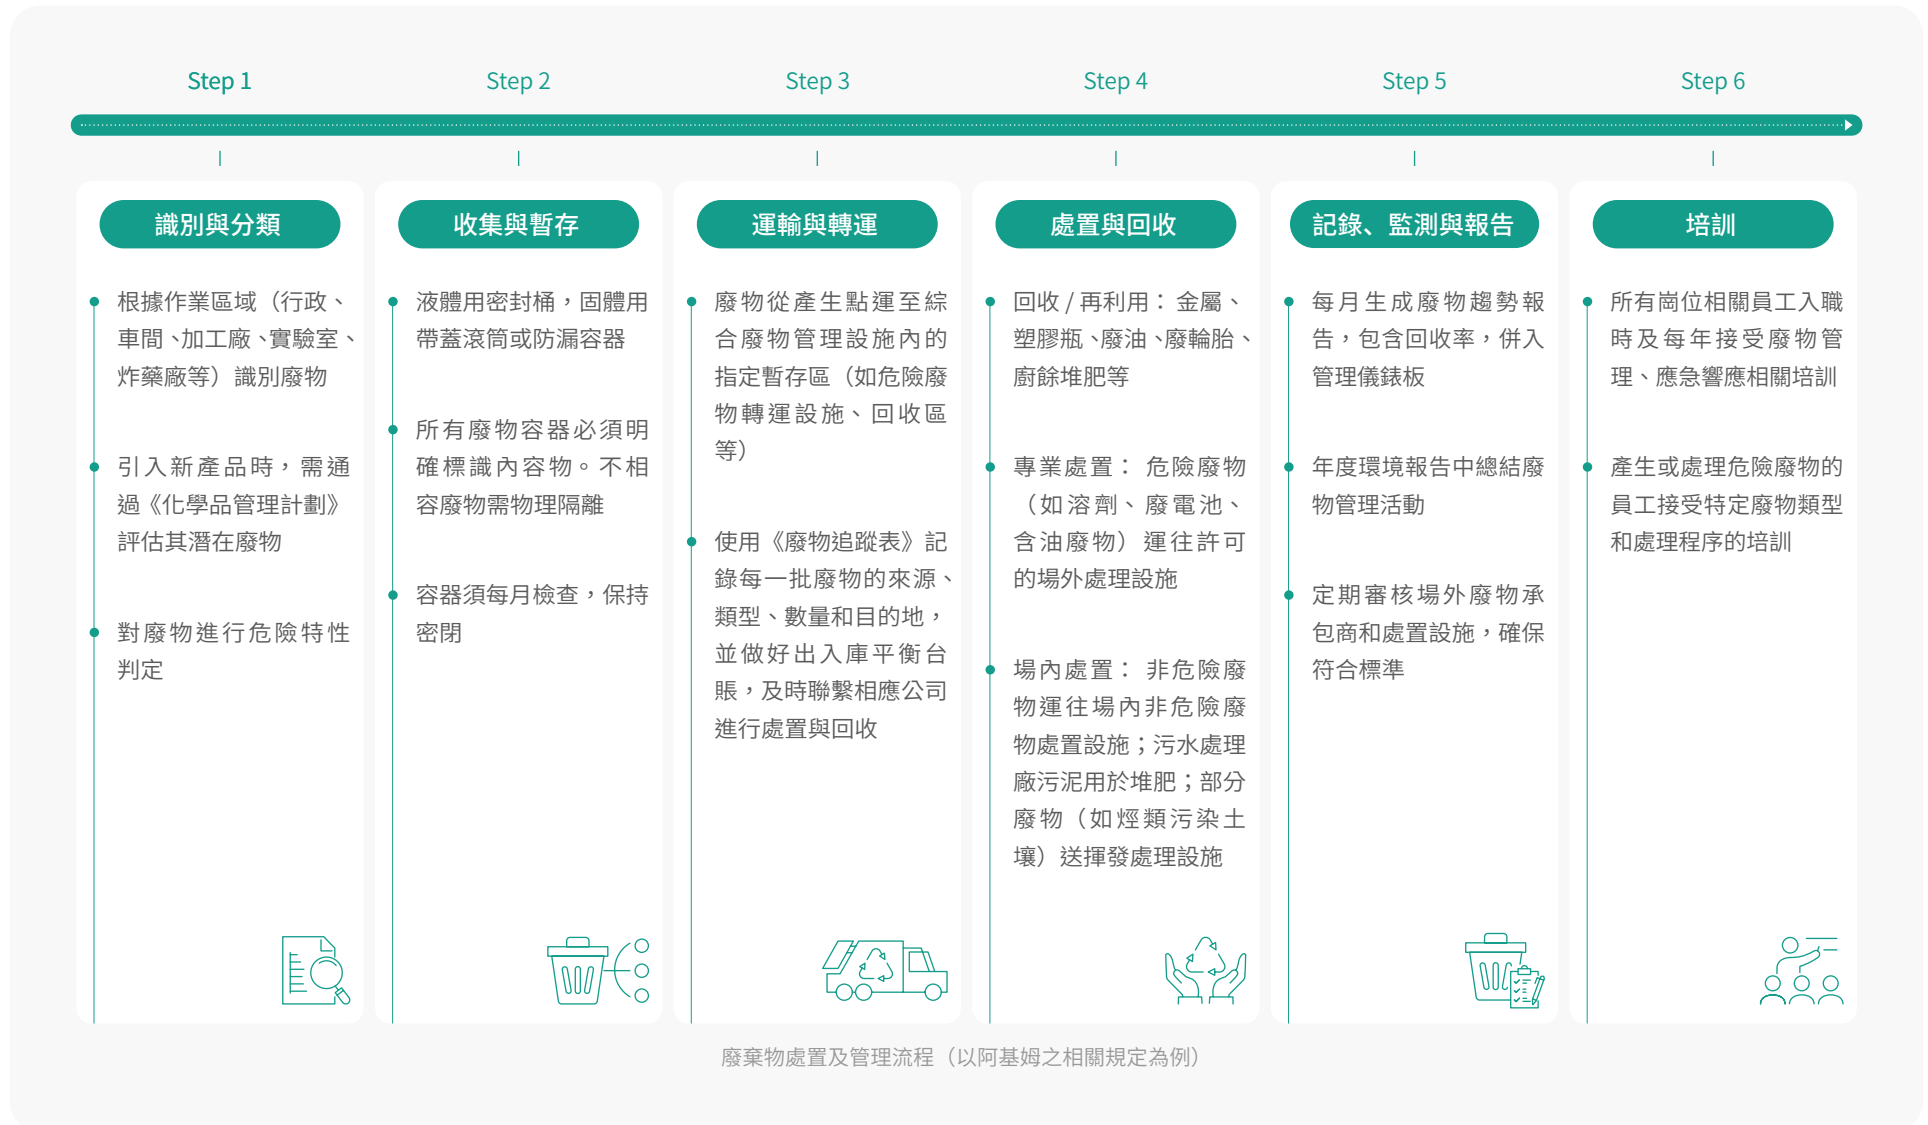 Step 1
Step 2
Step 3
Step 4
Step 5
Step 6
識別與分類
根據作業區域（行政、
車間、加工廠、實驗室、
炸藥廠等）識別廢物
引入新產品時，需通
過《化學品管理計劃》
評估其潛在廢物
對廢物進行危險特性
判定
收集與暫存
液體用密封桶，固體用
帶蓋滾筒或防漏容器
所有廢物容器必須明
確標識內容物。不相
容廢物需物理隔離
容器須每月檢查，保持
密閉
運輸與轉運
廢物從產生點運至綜
合廢物管理設施內的
指定暫存區（如危險廢
物轉運設施、回收區
等）
使用《廢物追蹤表》記
錄每一批廢物的來源、
類型、數量和目的地，
並做好出入庫平衡台
賬，及時聯繫相應公司
進行處置與回收
處置與回收
回收 / 再利用： 金屬、
塑膠瓶、廢油、廢輪胎、
廚餘堆肥等
專業處置： 危險廢物
（如溶劑、廢電池、
含油廢物）運往許可
的場外處理設施
場內處置： 非危險廢
物運往場內非危險廢
物處置設施；污水處理
廠污泥用於堆肥；部分
廢物（如烴類污染土
壤）送揮發處理設施
記錄、監測與報告
每月生成廢物趨勢報
告，包含回收率，併入
管理儀錶板
年度環境報告中總結廢
物管理活動
定期審核場外廢物承
包商和處置設施，確保
符合標準
培訓
所有崗位相關員工入職
時及每年接受廢物管
理、應急響應相關培訓
產生或處理危險廢物的
員工接受特定廢物類型
和處理程序的培訓
廢棄物處置及管理流程（以阿基姆之相關規定為例）